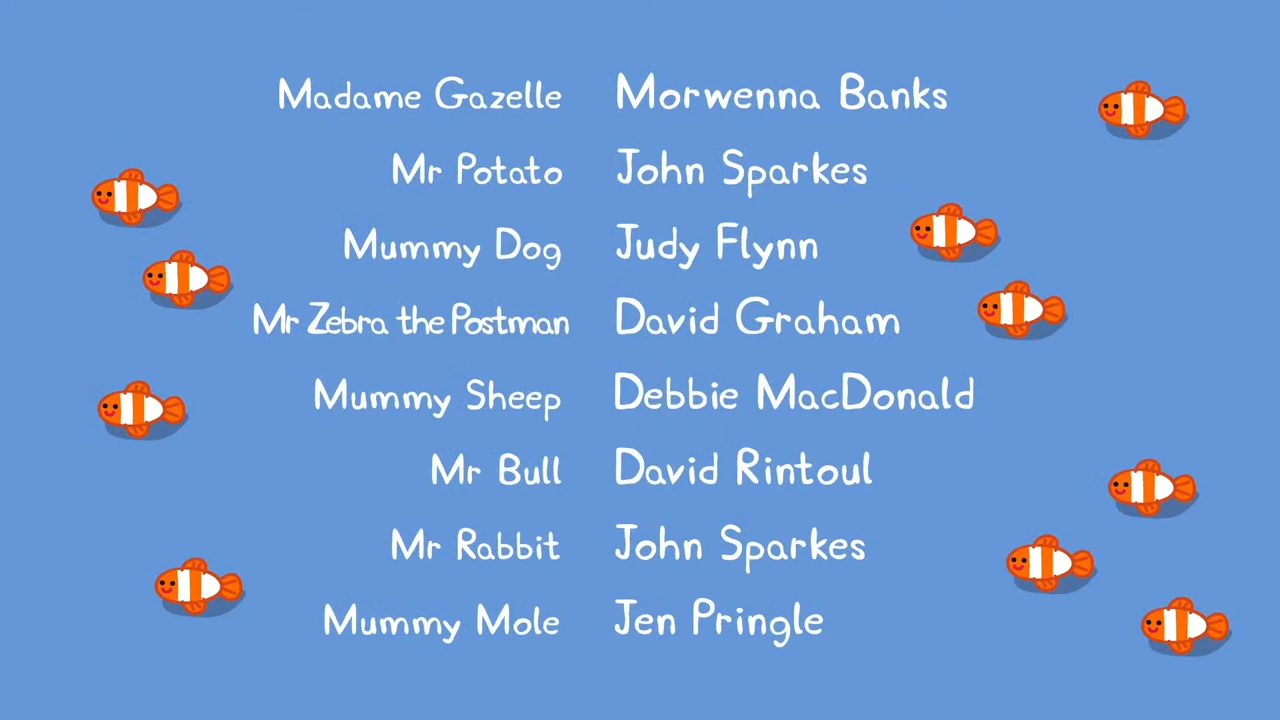 Madame Gazelle Morwenna Banks
Mr Potato John Sparkes
Mummy Dog Judy Flynn
Mr Zebra the Postman David Graham
Mummy Sheep Debbie MacDonald
Mr Bull David Rintoul
Mr Rabbit John Sparkes
Mummy Mole Jen Pringle